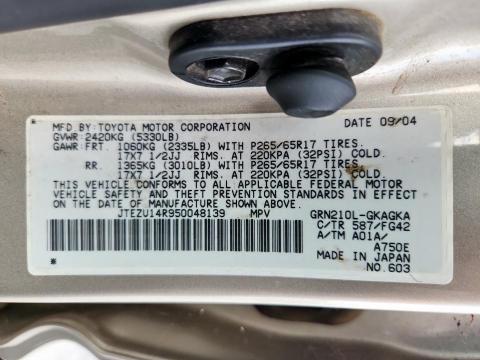 MFD BY: TOYOTA MOTOR CORPORATION DATE 09/04
GVWR: 2420KG (5330LB)
GAWR: FRT. 1060KG (2335LB) WITH P265/65R17 TIRES.
17X7 1/2JJ RIMS. AT 220KPA (32PSI) COLD.
RR. 1365KG (3010LB) WITH P265/65R17 TIRES.
17X7 1/2JJ RIMS. AT 220KPA (32PSI) COLD.
THIS VEHICLE CONFORMS TO ALL APPLICABLE FEDERAL MOTOR
VEHICLE SAFETY AND THEFT PREVENTION STANDARDS IN EFFECT
ON THE DATE OF MANUFACTURE SHOWN ABOVE.
JTEZU14R950048139 MPV GRN210L-GKAGKA
C/TR 587/FG42
A/TM A01A/
A750E
MADE IN JAPAN
NO.603